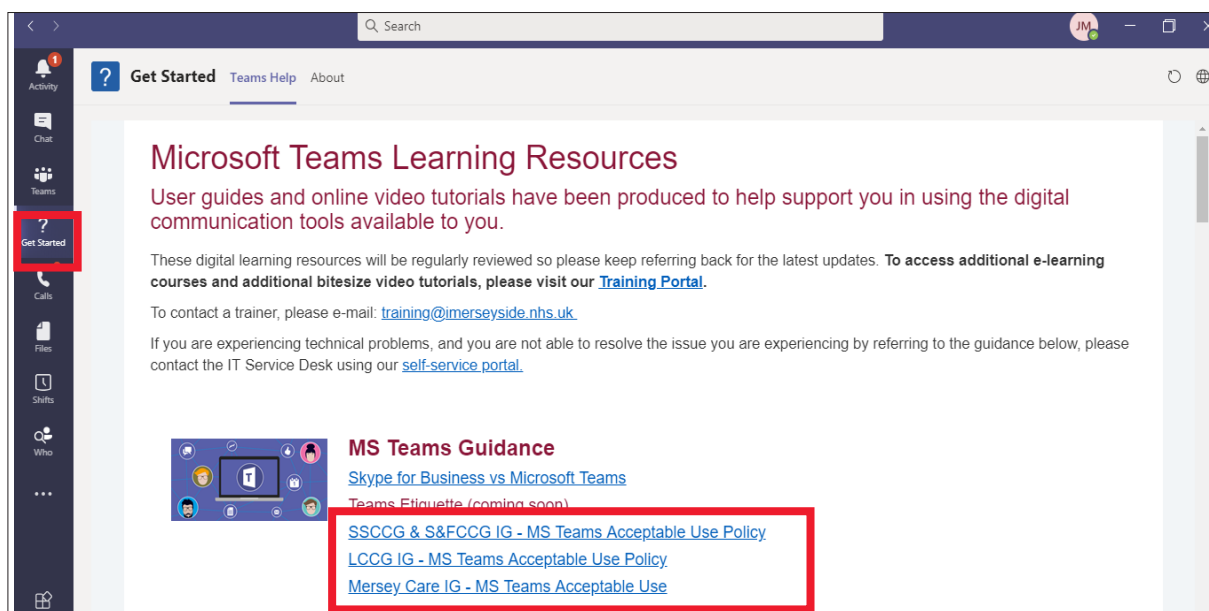 Search
JM
1
Activity
Chat
Teams
?
Get Started
Calls
Files
Shifts
Who
? Get Started Teams Help About
Microsoft Teams Learning Resources
User guides and online video tutorials have been produced to help support you in using the digital
communication tools available to you.
These digital learning resources will be regularly reviewed so please keep referring back for the latest updates. To access additional e-learning
courses and additional bitesize video tutorials, please visit our Training Portal.
To contact a trainer, please e-mail: training@imerseyside.nhs.uk
If you are experiencing technical problems, and you are not able to resolve the issue you are experiencing by referring to the guidance below, please
contact the IT Service Desk using our self-service portal.
T
MS Teams Guidance
Skype for Business vs Microsoft Teams
Teams Etiquette (coming soon)
SSCCG & S&FCCG IG - MS Teams Acceptable Use Policy
LCCG IG - MS Teams Acceptable Use Policy
Mersey Care IG - MS Teams Acceptable Use